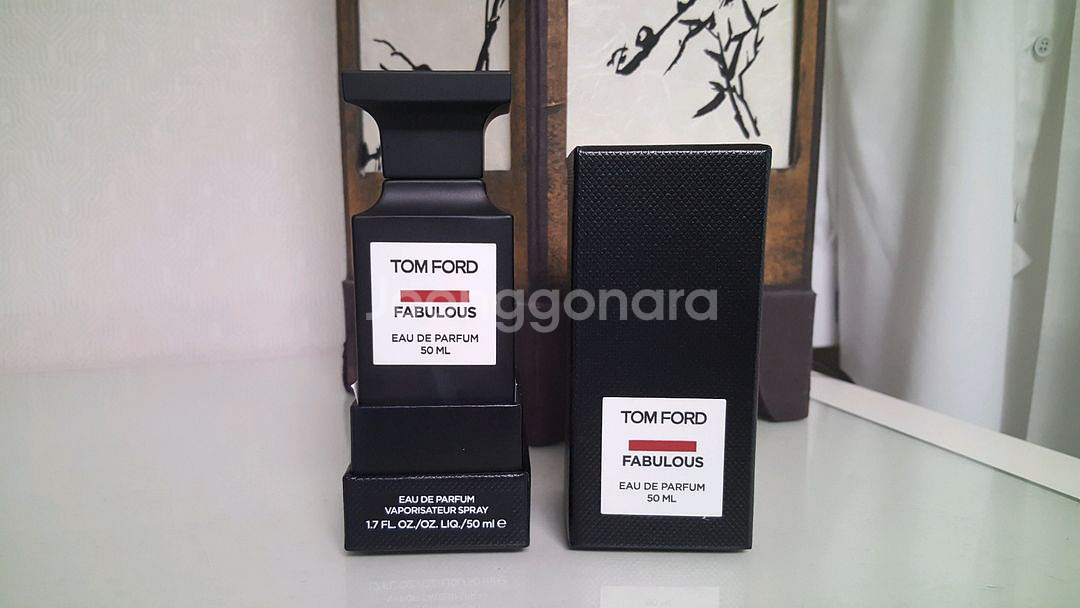 TOM FORD
FABULOUS
EAU DE PARFUM
50 ML
EAU DE PARFUM
VAPORISATEUR SPRAY
1.7 FL. OZ./OZ. LIQ./50 ml e
TOM FORD
FABULOUS
EAU DE PARFUM
50 ML
Joonggonara